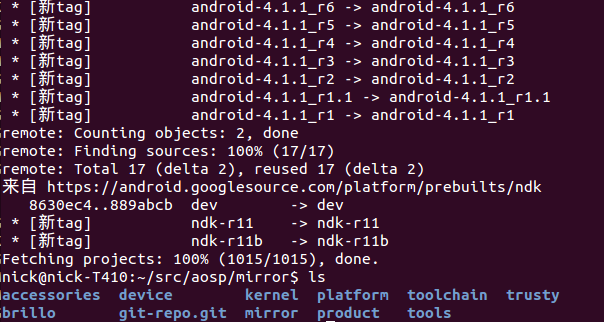 * [新tag] android-4.1.1_r6 -> android-4.1.1_r6
* [新tag] android-4.1.1_r5 -> android-4.1.1_r5
* [新tag] android-4.1.1_r4 -> android-4.1.1_r4
* [新tag] android-4.1.1_r3 -> android-4.1.1_r3
* [新tag] android-4.1.1_r2 -> android-4.1.1_r2
* [新tag] android-4.1.1_r1.1 -> android-4.1.1_r1.1
* [新tag] android-4.1.1_r1 -> android-4.1.1_r1
remote: Counting objects: 2, done
remote: Finding sources: 100% (17/17)
remote: Total 17 (delta 2), reused 17 (delta 2)
来自 https://android.googlesource.com/platform/prebuilts/ndk
8630ec4..889abcb dev -> dev
* [新tag] ndk-r11 -> ndk-r11
* [新tag] ndk-r11b -> ndk-r11b
Fetching projects: 100% (1015/1015), done.
nick@nick-T410:~/src/aosp/mirror$ ls
accessories device kernel platform toolchain trusty
brillo git-repo.git mirror product tools